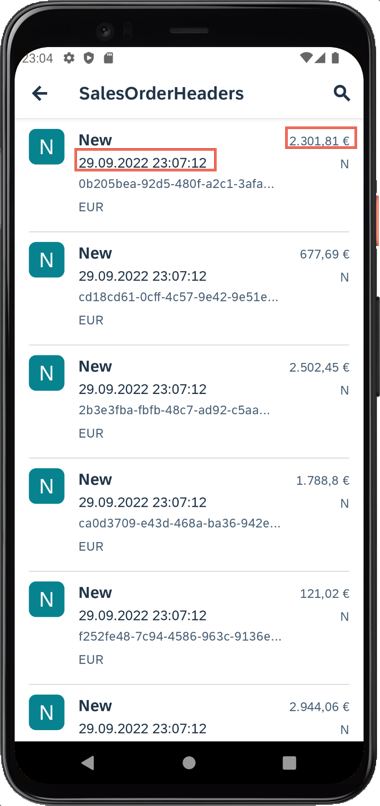 23:04
SalesOrderHeaders
N New 2.301,81 €
29.09.2022 23:07:12 N
0b205bea-92d5-480f-a2c1-3afa...
EUR
N New 677,69 €
29.09.2022 23:07:12 N
cd18cd61-0cff-4c57-9e42-9e51e...
EUR
N New 2.502,45 €
29.09.2022 23:07:12 N
2b3e3fba-fbfb-48c7-ad92-c5aa...
EUR
N New 1.788,8 €
29.09.2022 23:07:12 N
ca0d3709-e43d-468a-ba36-942e...
EUR
N New 121,02 €
29.09.2022 23:07:12 N
f252fe48-7c94-4586-963c-9136e...
EUR
N New 2.944,06 €
29.09.2022 23:07:12 N